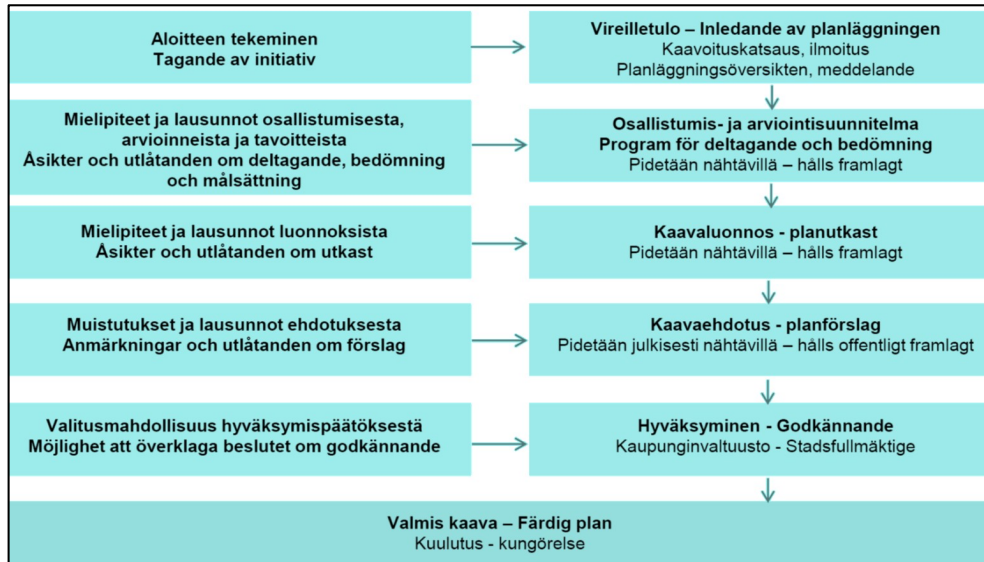 Aloitteen tekeminen
Tagande av initiativ
Vireilletulo – Inledande av planläggningen
Kaavoituskatsaus, ilmoitus
Planläggningsöversikten, meddelande
Mielipiteet ja lausunnot osallistumisesta,
arvioinneista ja tavoitteista
Åsikter och utlåtanden om deltagande, bedömning
och målsättning
Osallistumis- ja arviointisuunnitelma
Program för deltagande och bedömning
Pidetään nähtävillä – hålls framlagt
Mielipiteet ja lausunnot luonnoksista
Åsikter och utlåtanden om utkast
Kaavaluonnos - planutkast
Pidetään nähtävillä – hålls framlagt
Muistutukset ja lausunnot ehdotuksesta
Anmärkningar och utlåtanden om förslag
Kaavaehdotus - planförslag
Pidetään julkisesti nähtävillä – hålls offentligt framlagt
Valitusmahdollisuus hyväksymispäätöksestä
Möjlighet att överklaga beslutet om godkännande
Hyväksyminen - Godkännande
Kaupunginvaltuusto - Stadsfullmäktige
Valmis kaava – Färdig plan
Kuulutus - kungörelse